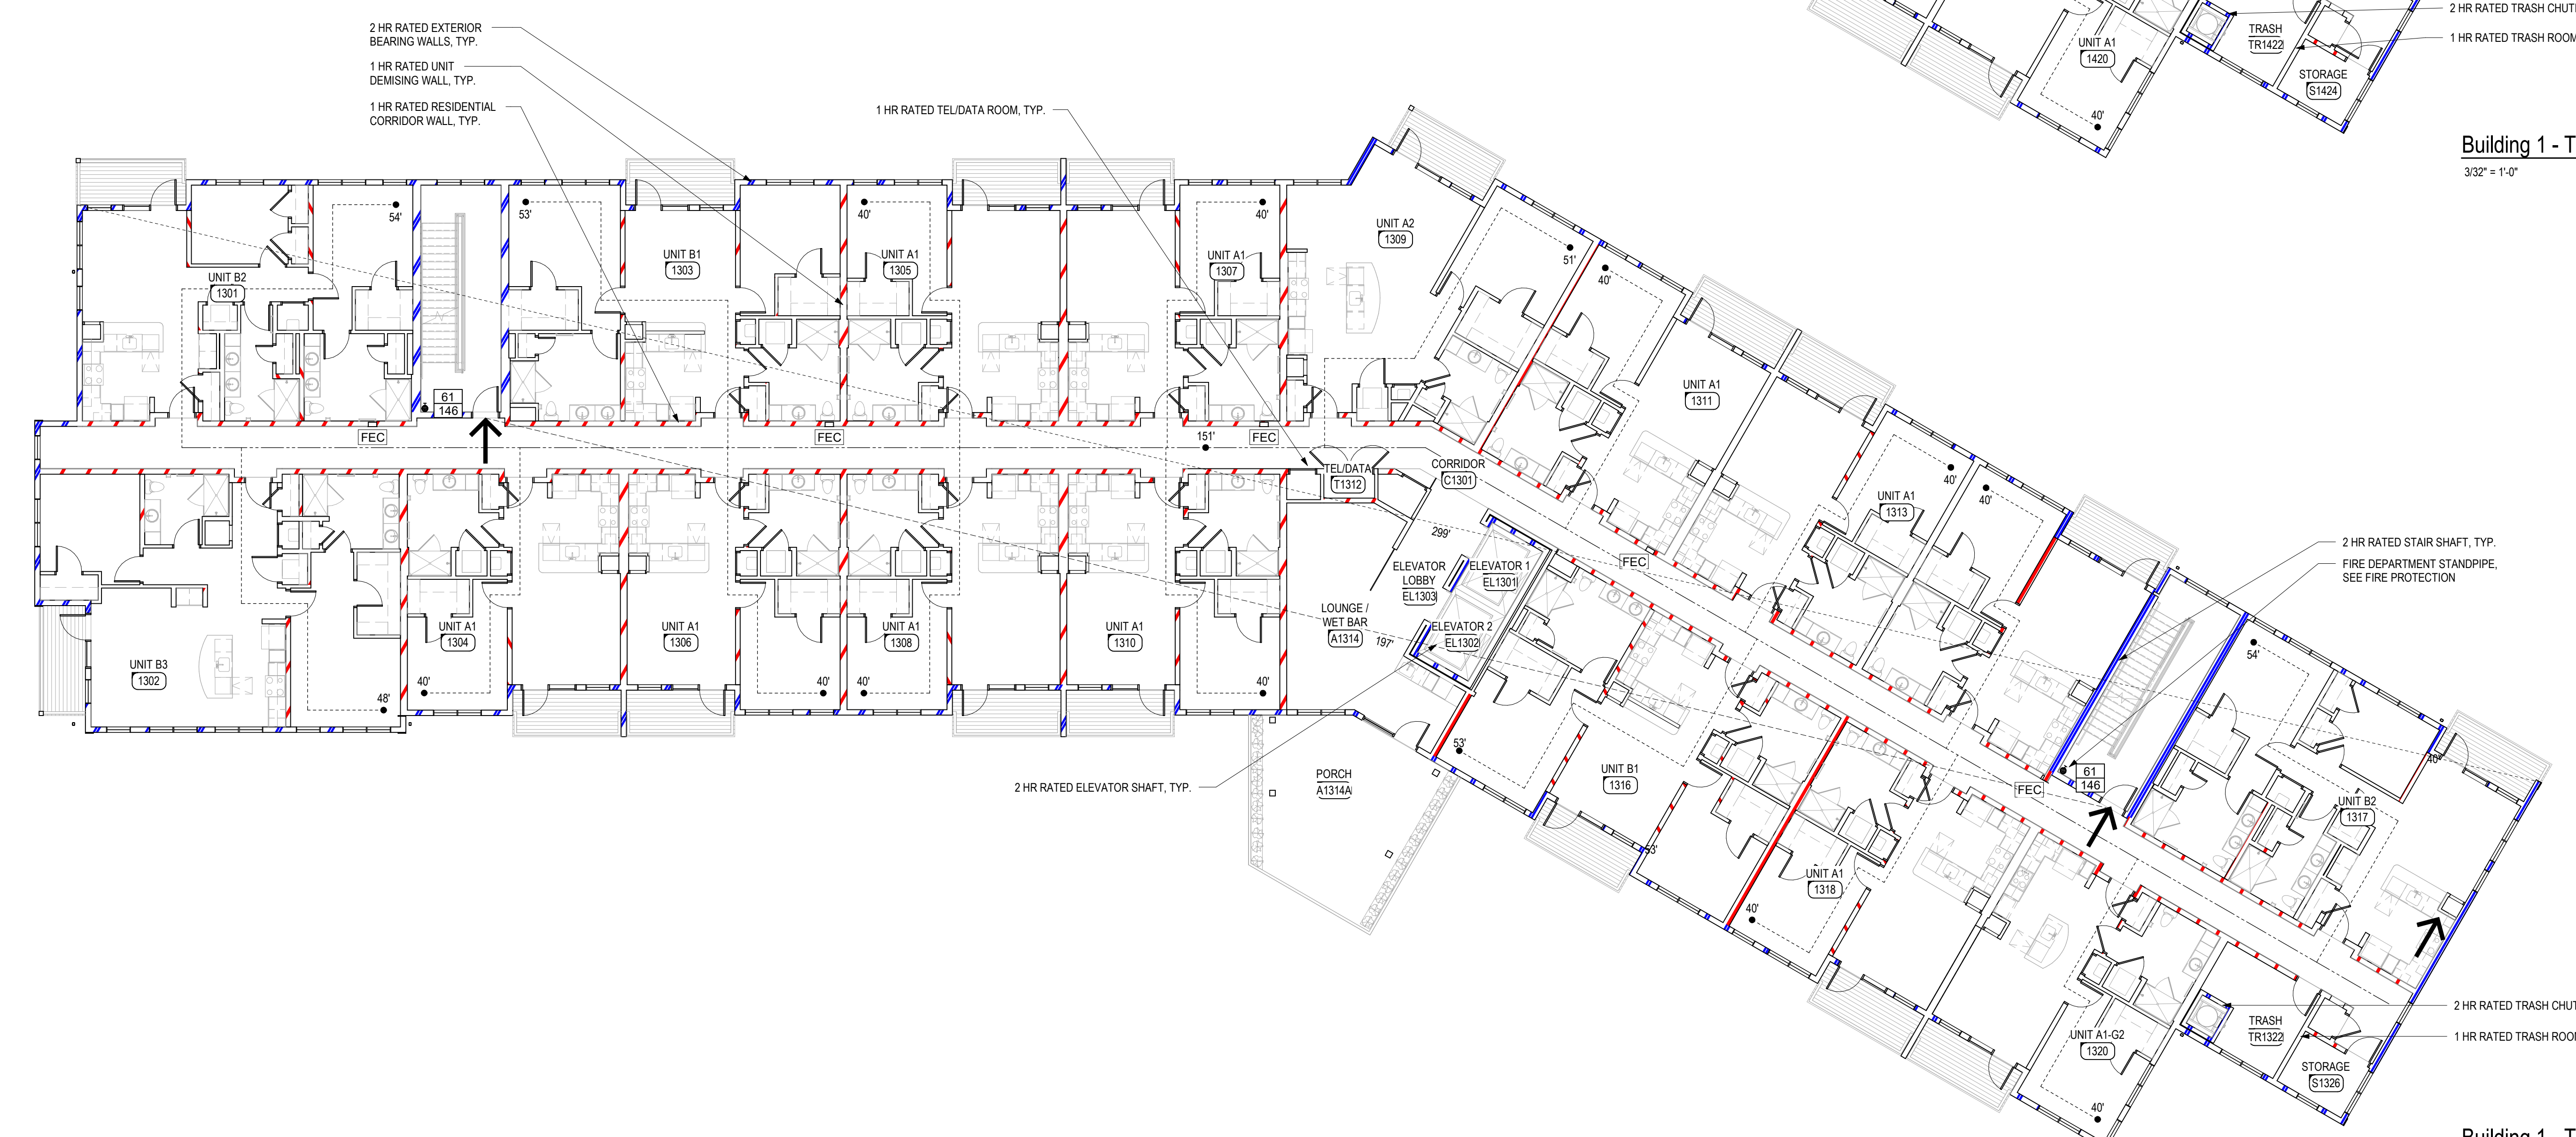 2 HR RATED EXTERIOR
BEARING WALLS, TYP.
1 HR RATED UNIT
DEMISING WALL, TYP.
1 HR RATED RESIDENTIAL
CORRIDOR WALL, TYP.
1 HR RATED TEL/DATA ROOM, TYP.
2 HR RATED TRASH CHUT
1 HR RATED TRASH ROOM
TRASH
TR1422
STORAGE
S1424
UNIT A1
1420
40'
Building 1 - T
3/32" = 1'-0"
54'
53'
40'
40'
UNIT B2
1301
UNIT B1
1303
UNIT A1
1305
UNIT A1
1307
UNIT A2
1309
51'
40'
UNIT A1
1311
61
146
FEC
FEC
FEC
151'
TEL/DATA
T1312
CORRIDOR
C1301
40'
40'
UNIT A1
1313
299'
FEC
ELEVATOR
LOBBY
EL1303
ELEVATOR 1
EL1301
ELEVATOR 2
EL1302
LOUNGE /
WET BAR
A1314
197'
2 HR RATED STAIR SHAFT, TYP.
FIRE DEPARTMENT STANDPIPE,
SEE FIRE PROTECTION
UNIT B3
1302
48'
UNIT A1
1304
40'
UNIT A1
1306
40'
UNIT A1
1308
40'
UNIT A1
1310
40'
54'
40'
53'
UNIT B1
1316
53'
61
146
FEC
UNIT B2
1317
2 HR RATED ELEVATOR SHAFT, TYP.
PORCH
A1314A
UNIT A1
1318
40'
2 HR RATED TRASH CHUT
1 HR RATED TRASH ROO
TRASH
TR1322
STORAGE
S1326
UNIT A1-G2
1320
40'
Building 1 - T